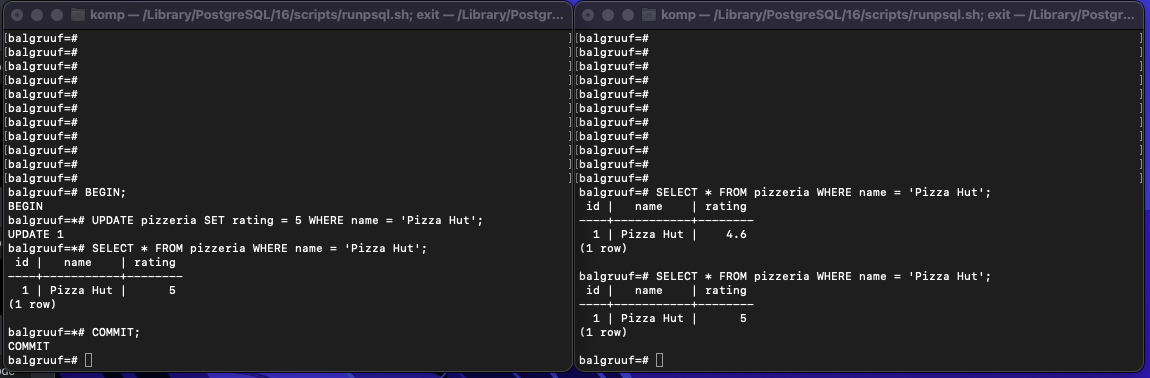 komp — /Library/PostgreSQL/16/scripts/runpsql.sh; exit — /Library/Postgr...
[balgruuf=# ]
[balgruuf=# ]
[balgruuf=# ]
[balgruuf=# ]
[balgruuf=# ]
[balgruuf=# ]
[balgruuf=# ]
[balgruuf=# ]
[balgruuf=# ]
[balgruuf=# ]
[balgruuf=# ]
balgruuf=# BEGIN;
BEGIN
balgruuf=*# UPDATE pizzeria SET rating = 5 WHERE name = 'Pizza Hut';
UPDATE 1
balgruuf=*# SELECT * FROM pizzeria WHERE name = 'Pizza Hut';
 id |   name    | rating
----+-----------+--------
  1 | Pizza Hut |      5
(1 row)
balgruuf=*# COMMIT;
COMMIT
balgruuf=#
komp — /Library/PostgreSQL/16/scripts/runpsql.sh; exit — /Library/Postgr...
[balgruuf=# ]
[balgruuf=# ]
[balgruuf=# ]
[balgruuf=# ]
[balgruuf=# ]
[balgruuf=# ]
[balgruuf=# ]
[balgruuf=# ]
[balgruuf=# ]
[balgruuf=# ]
[balgruuf=# ]
balgruuf=# SELECT * FROM pizzeria WHERE name = 'Pizza Hut';
 id |   name    | rating
----+-----------+--------
  1 | Pizza Hut |    4.6
(1 row)
balgruuf=# SELECT * FROM pizzeria WHERE name = 'Pizza Hut';
 id |   name    | rating
----+-----------+--------
  1 | Pizza Hut |      5
(1 row)
balgruuf=#